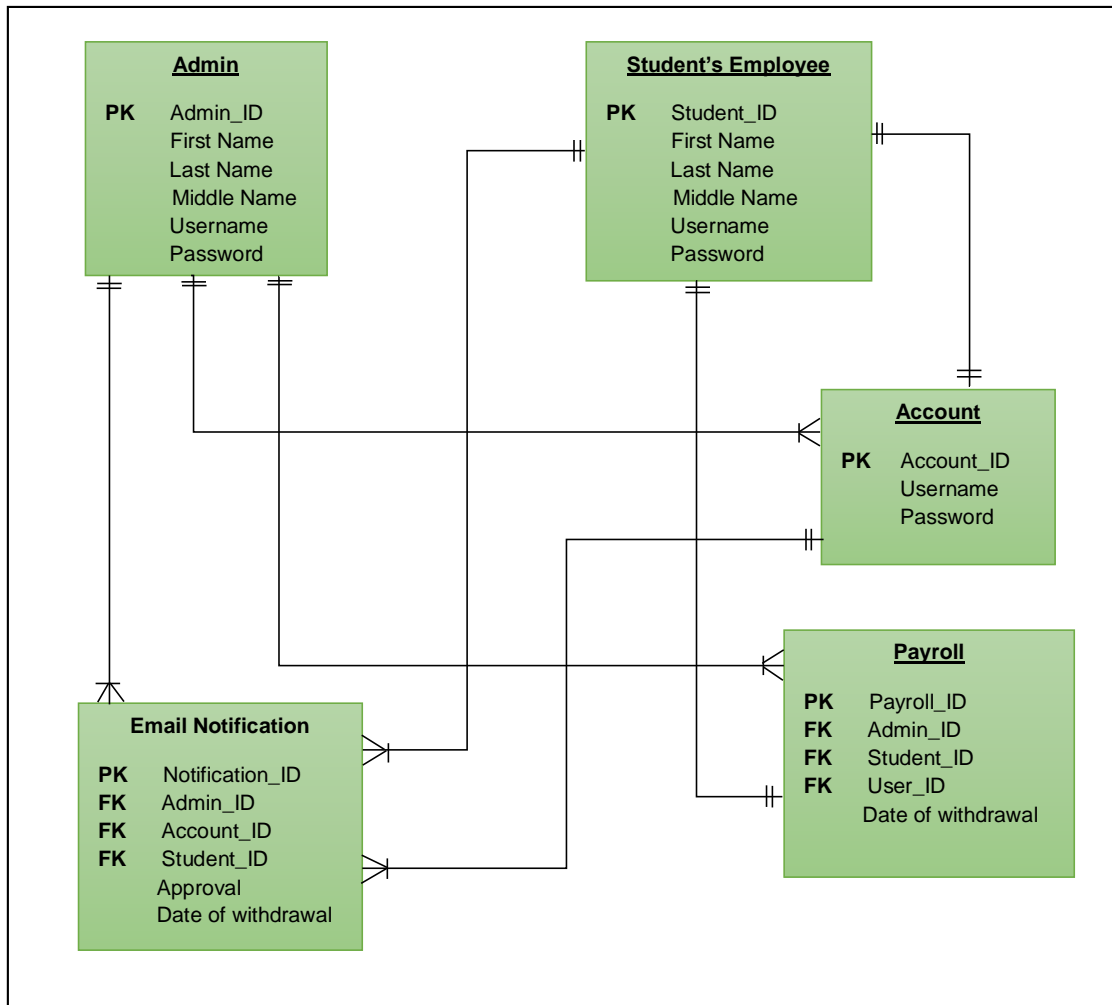 Admin
PK Admin_ID
First Name
Last Name
Middle Name
Username
Password
Student's Employee
PK Student_ID
First Name
Last Name
Middle Name
Username
Password
Account
PK Account_ID
Username
Password
Payroll
PK Payroll_ID
FK Admin_ID
FK Student_ID
FK User_ID
Date of withdrawal
Email Notification
PK Notification_ID
FK Admin_ID
FK Account_ID
FK Student_ID
Approval
Date of withdrawal